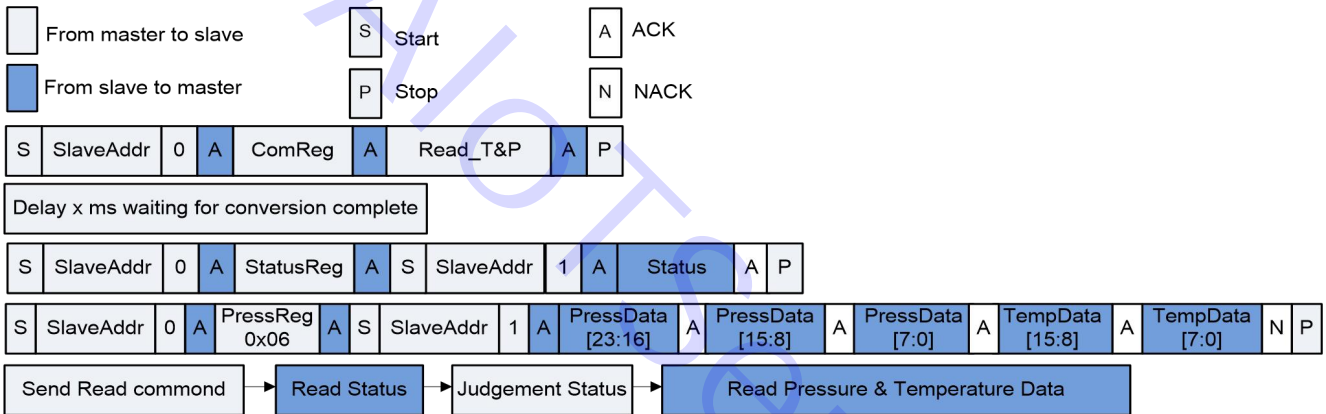 From master to slave S Start A ACK
From slave to master P Stop N NACK
S SlaveAddr 0 A ComReg A Read_T&P A P
Delay x ms waiting for conversion complete
S SlaveAddr 0 A StatusReg A S SlaveAddr 1 A Status A P
S SlaveAddr 0 A PressReg 0x06 A S SlaveAddr 1 A PressData [23:16] A PressData [15:8] A PressData [7:0] A TempData [15:8] A TempData [7:0] N P
Send Read commond Read Status Judgement Status Read Pressure & Temperature Data
AIoTSe